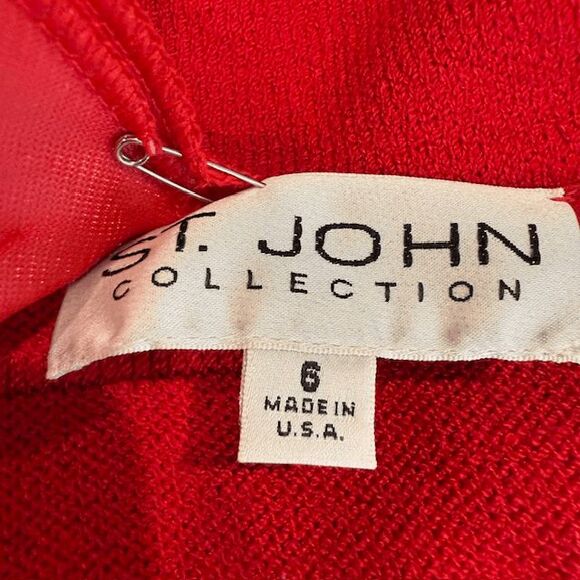 ST. JOHN
COLLECTION
6
MADE IN
U.S.A.